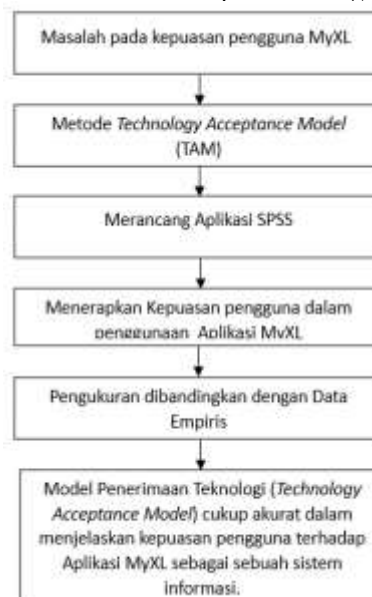 Masalah pada kepuasan pengguna MyXL
Metode Technology Acceptance Model
(TAM)
Merancang Aplikasi SPSS
Menerapkan Kepuasan pengguna dalam
penggunaan Aplikasi MyXL
Pengukuran dibandingkan dengan Data
Empiris
Model Penerimaan Teknologi (Technology
Acceptance Model) cukup akurat dalam
menjelaskan kepuasan pengguna terhadap
Aplikasi MyXL sebagai sebuah sistem
informasi.